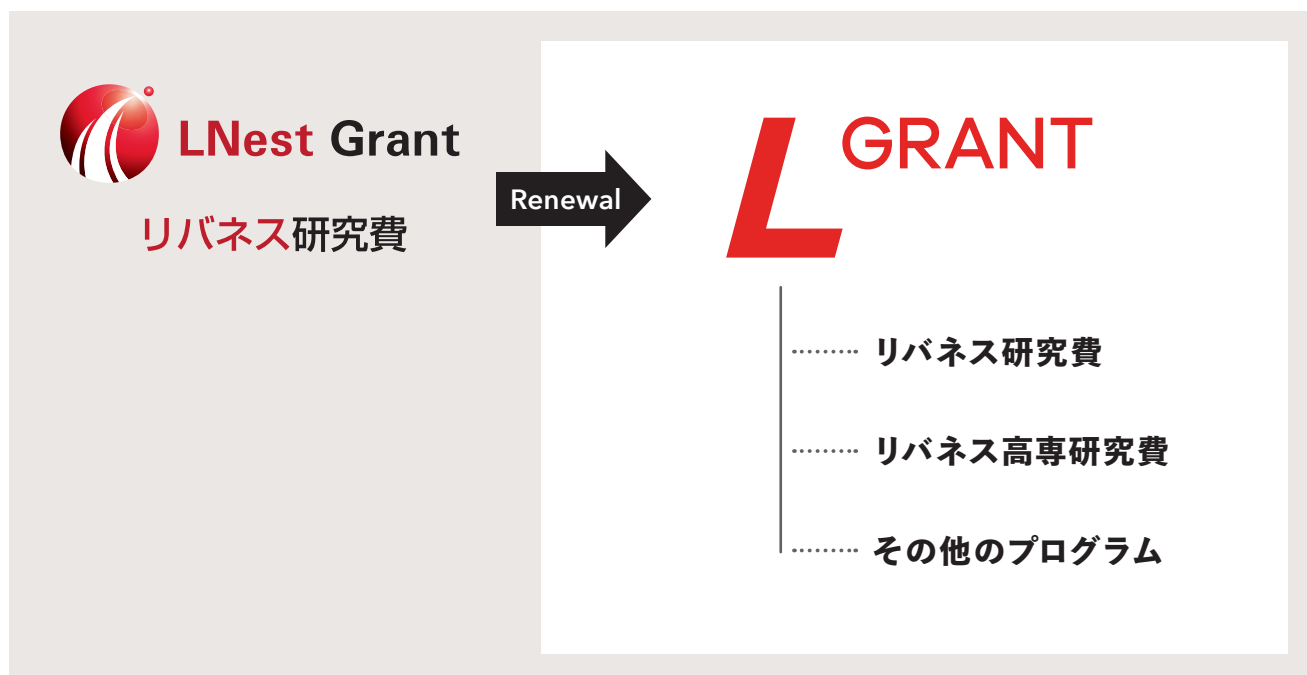 LNest Grant
リバネス研究費
Renewal
L GRANT
リバネス研究費
リバネス高専研究費
その他のプログラム